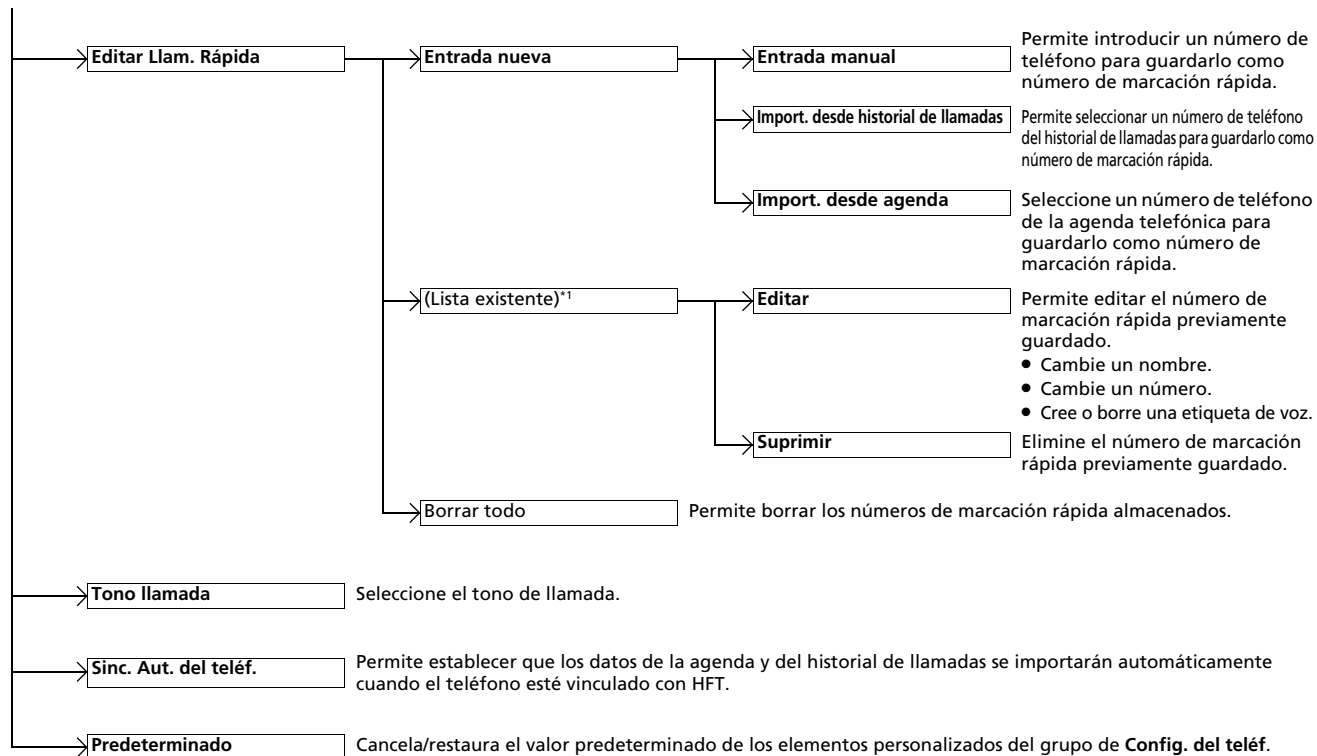 Editar Llam. Rápida
Entrada nueva
Entrada manual
Permite introducir un número de
teléfono para guardarlo como
número de marcación rápida.
Import. desde historial de llamadas
Permite seleccionar un número de teléfono
del historial de llamadas para guardarlo como
número de marcación rápida.
Import. desde agenda
Seleccione un número de teléfono
de la agenda telefónica para
guardarlo como número de
marcación rápida.
(Lista existente)*1
Editar
Permite editar el número de
marcación rápida previamente
guardado.
● Cambie un nombre.
● Cambie un número.
● Cree o borre una etiqueta de voz.
Suprimir
Elimine el número de marcación
rápida previamente guardado.
Borrar todo
Permite borrar los números de marcación rápida almacenados.
Tono llamada
Seleccione el tono de llamada.
Sinc. Aut. del teléf.
Permite establecer que los datos de la agenda y del historial de llamadas se importarán automáticamente
cuando el teléfono esté vinculado con HFT.
Predeterminado
Cancela/restaura el valor predeterminado de los elementos personalizados del grupo de Config. del teléf.